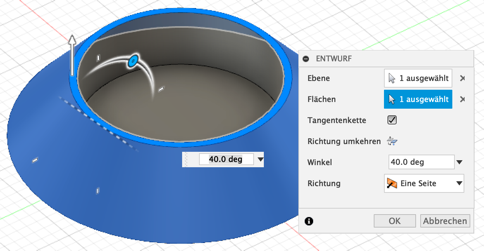 ENTWURF
Ebene 1 ausgewählt
Flächen 1 ausgewählt
Tangentenkette
Richtung umkehren
40.0 deg
Winkel 40.0 deg
Richtung Eine Seite
OK Abbrechen